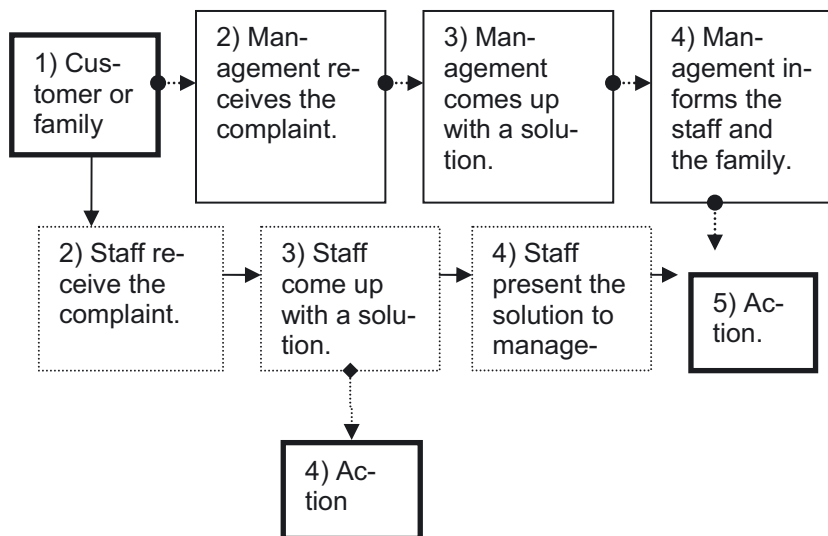 1) Cus-
tomer or
family
2) Man-
agement re-
ceives the
complaint.
3) Man-
agement
comes up
with a solu-
tion.
4) Man-
agement in-
forms the
staff and
the family.
2) Staff re-
ceive the
complaint.
3) Staff
come up
with a solu-
tion.
4) Staff
present the
solution to
manage-
5) Ac-
tion.
4) Ac-
tion